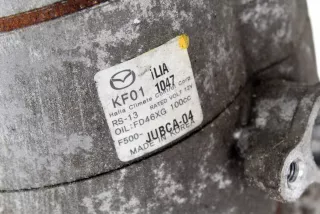 KF01 ILIA
1047
Halla Climate Control Corp.
RS-13 RATED VOLT 12V
OIL:FD46XG 100CC
F500- JUBCA-04
MADE IN KOREA